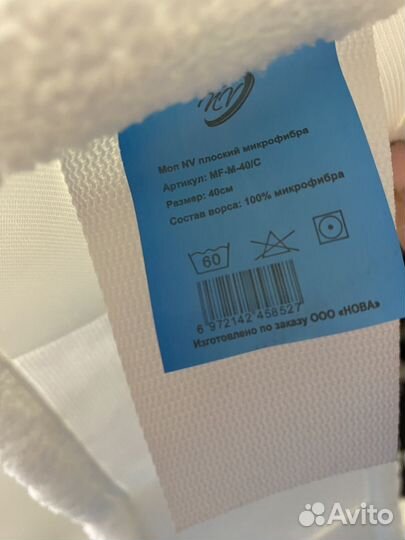 Моп NV плоский микрофибра
Артикул: MF-M-40/C
Размер: 40см
Состав ворса: 100% микрофибра
60
6 972142 458527
Изготовлено по заказу ООО «НОВА»
Avito